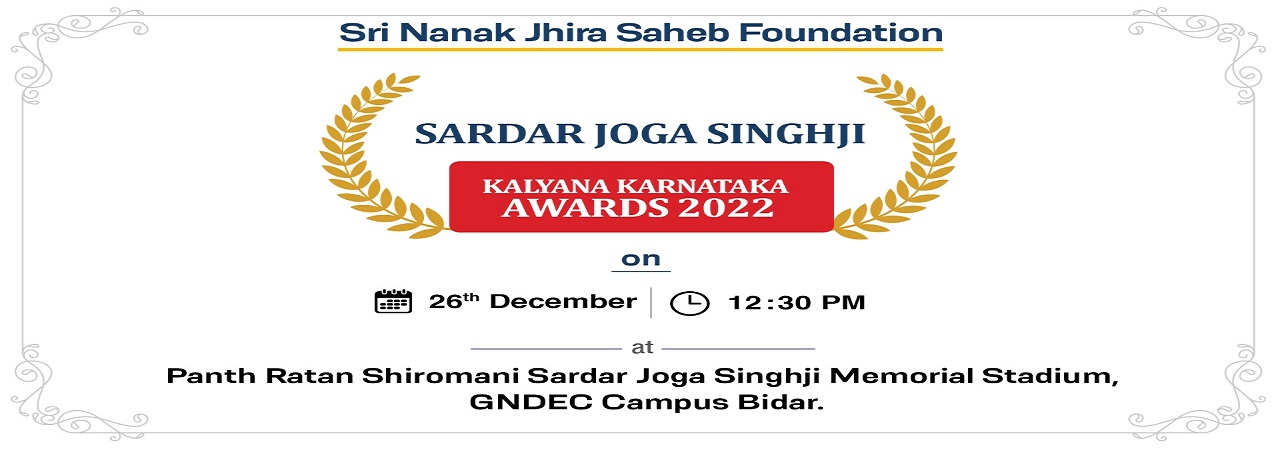 Sri Nanak Jhira Saheb Foundation
SARDAR JOGA SINGHJI
KALYANA KARNATAKA
AWARDS 2022
on
26th December | 12:30 PM
at
Panth Ratan Shiromani Sardar Joga Singhji Memorial Stadium,
GNDEC Campus Bidar.